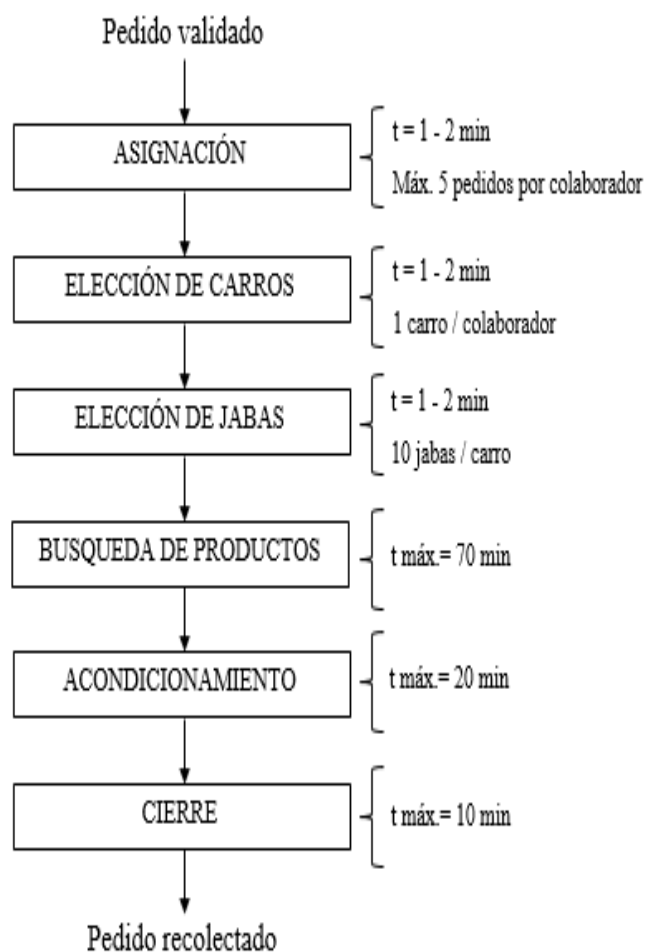 Pedido validado
ASIGNACIÓN
t = 1 - 2 min
Máx. 5 pedidos por colaborador
ELECCIÓN DE CARROS
t = 1 - 2 min
1 carro / colaborador
ELECCIÓN DE JABAS
t = 1 - 2 min
10 jabas / carro
BUSQUEDA DE PRODUCTOS
t máx.= 70 min
ACONDICIONAMIENTO
t máx.= 20 min
CIERRE
t máx.= 10 min
Pedido recolectado